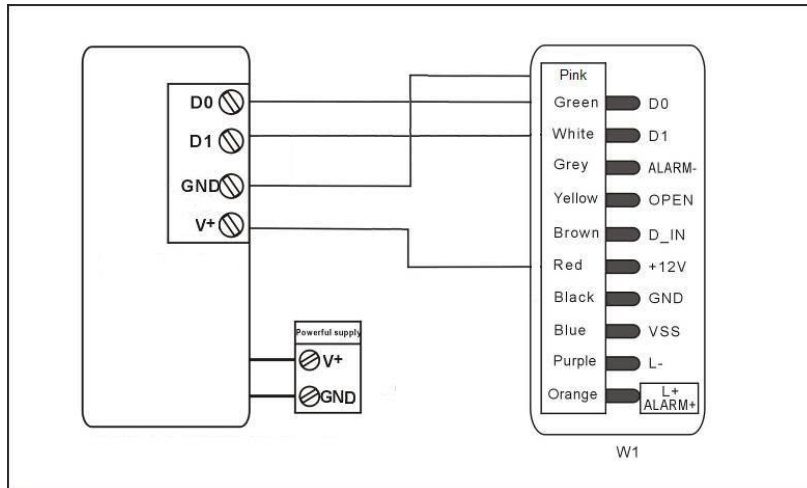 D0
D1
GND
V+
Powerful supply
V+
GND
Pink
Green D0
White D1
Grey ALARM-
Yellow OPEN
Brown D_IN
Red +12V
Black GND
Blue VSS
Purple L-
Orange L+
ALARM+
W1